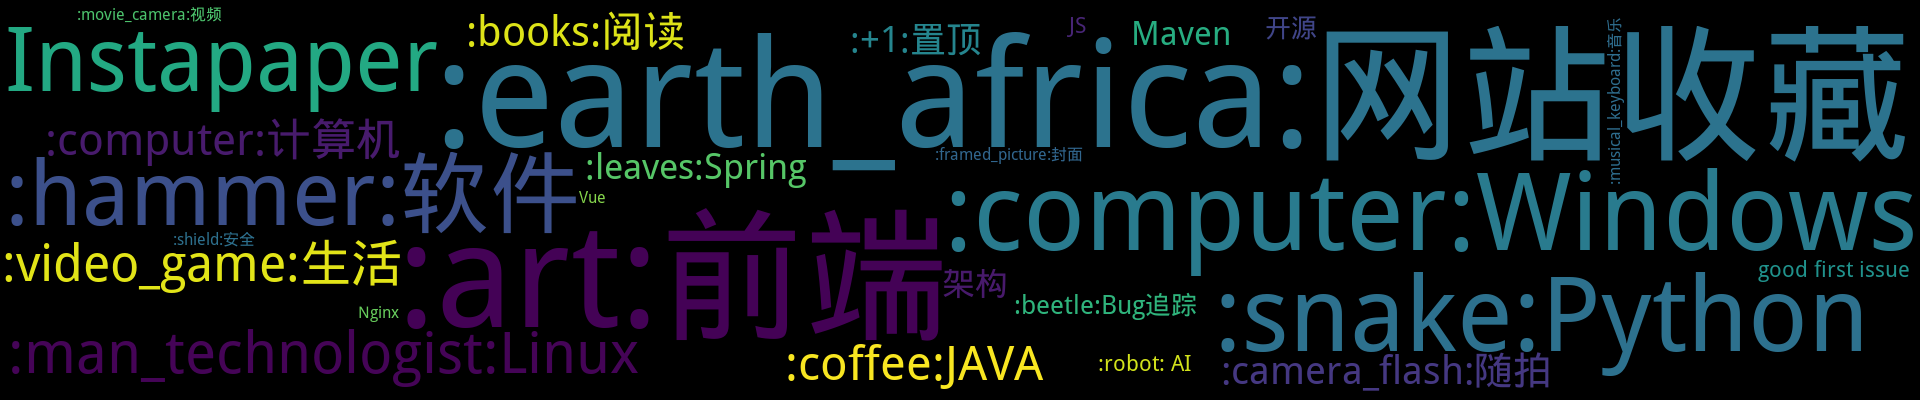 :movie_camera:视频
Instapaper
:books:阅读
:+1:置顶
JS
Maven
开源
:earth_africa:网站收藏
:musical_keyboard:音乐
:computer:计算机
:hammer:软件
:leaves:Spring
:framed_picture:封面
Vue
:computer:Windows
:shield:安全
:video_game:生活
:art:前端
架构
good first issue
:beetle:Bug追踪
:snake:Python
Nginx
:man_technologist:Linux
:coffee:JAVA
:robot: AI
:camera_flash:随拍